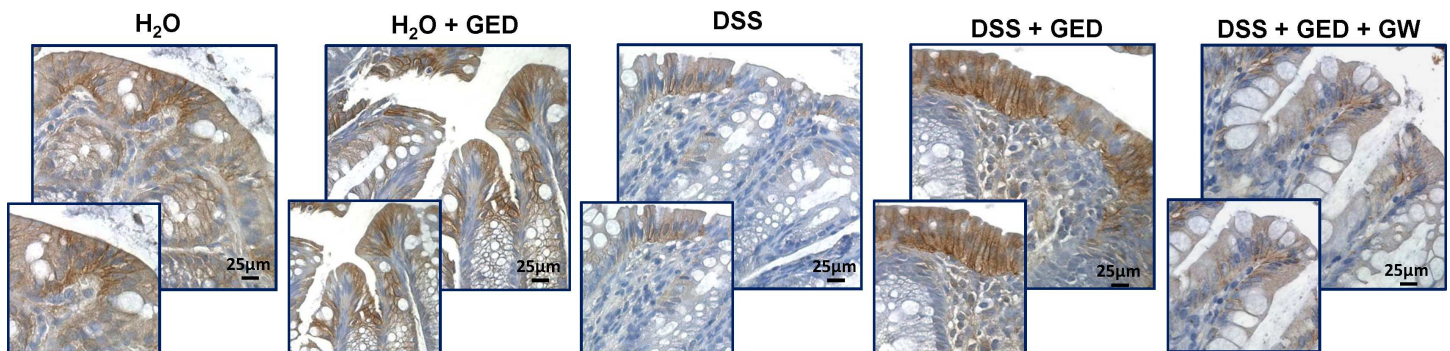 H₂O
H₂O + GED
DSS
DSS + GED
DSS + GED + GW
25µm
25µm
25µm
25µm
25µm